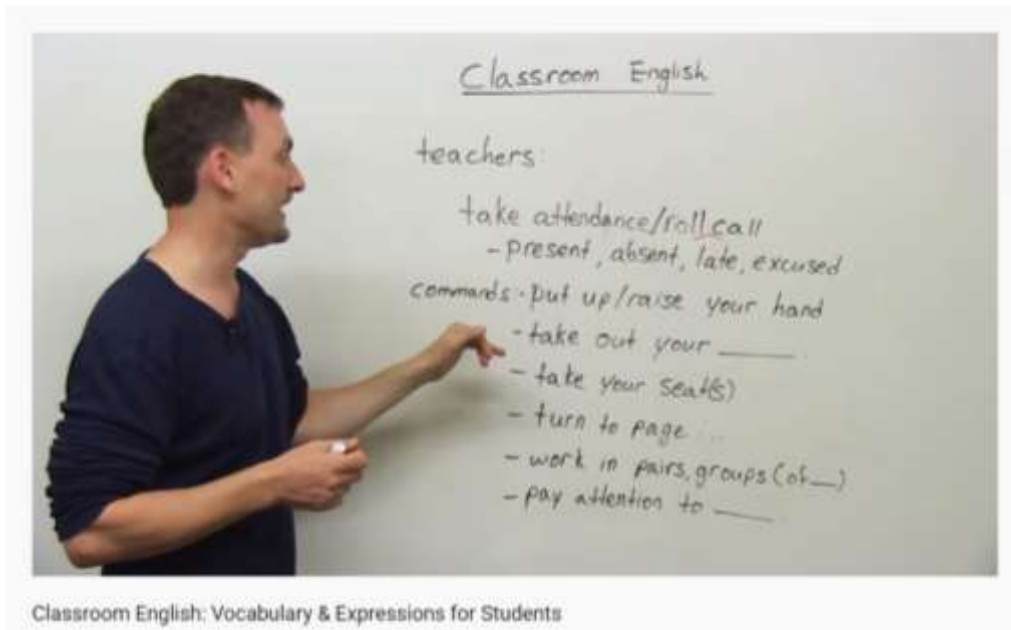 Classroom English
teachers:
take attendance/roll call
- present, absent, late, excused
commands - put up/raise your hand
- take out your ____
- take your seat(s)
- turn to page ...
- work in pairs, groups (of __)
- pay attention to ____
Classroom English: Vocabulary & Expressions for Students